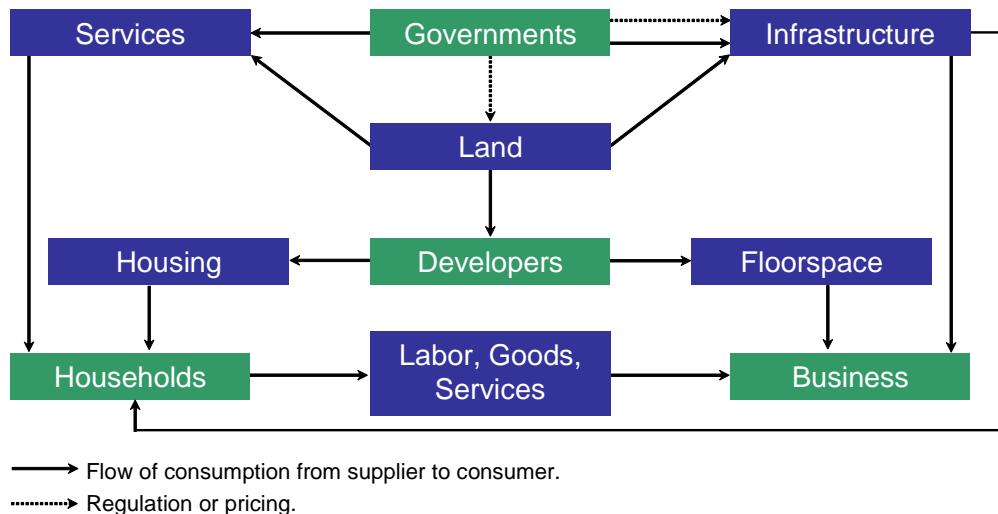 Services
Governments
Infrastructure
Land
Housing
Developers
Floorspace
Households
Labor, Goods,
Services
Business
Flow of consumption from supplier to consumer.
Regulation or pricing.